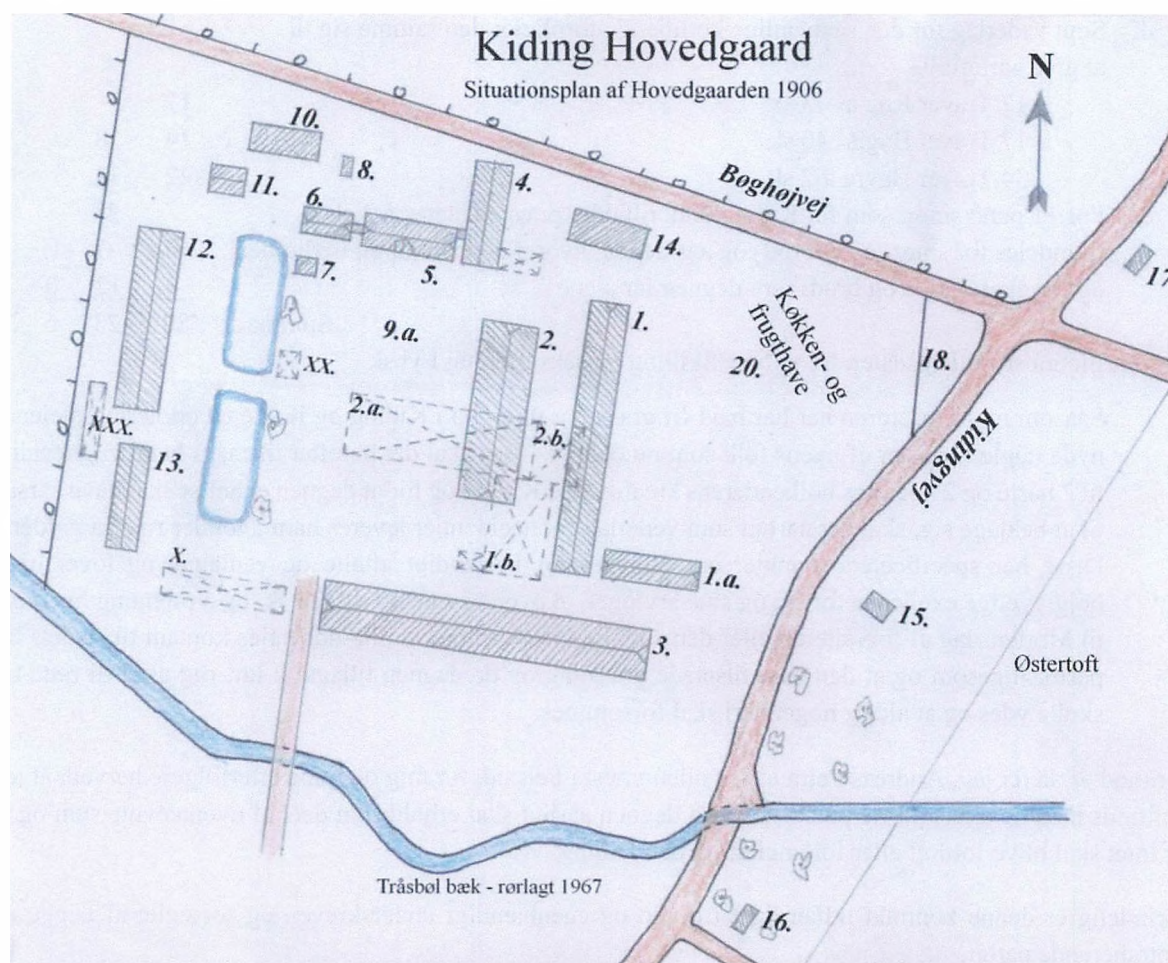 Kiding Hovedgaard
Situationsplan af Hovedgaarden 1906
N
10.
8.
11.
6.
4.
Bøghøjvej
14.
12.
7.
5.
17.
1.
9.a.
2.
Køkken- og
frugthave
20.
18.
XX.
2.a.
XXX.
2.b.
Kidingvej
13.
X.
1.b.
1.a.
15.
3.
Østertoft
Tråsbøl bæk - rørlagt 1967
16.